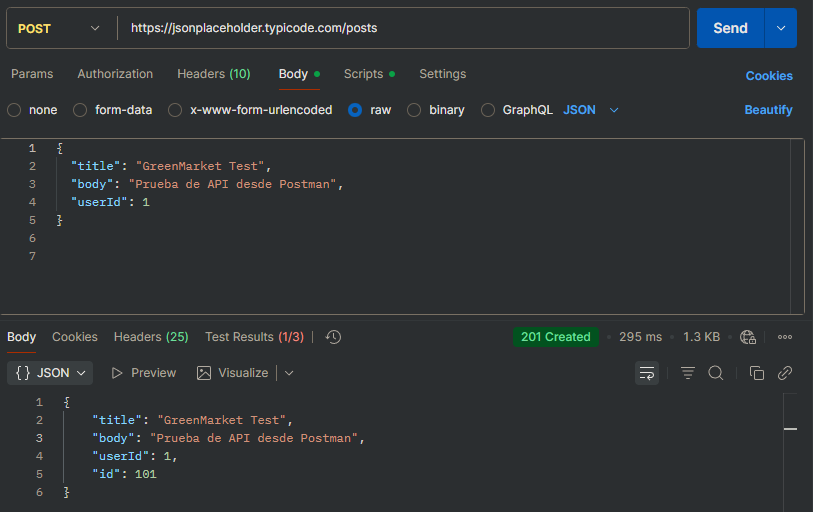 POST https://jsonplaceholder.typicode.com/posts Send
Params Authorization Headers (10) Body Scripts Settings Cookies
none form-data x-www-form-urlencoded raw binary GraphQL JSON Beautify
1 {
2 "title": "GreenMarket Test",
3 "body": "Prueba de API desde Postman",
4 "userId": 1
5 }
6
7
Body Cookies Headers (25) Test Results (1/3) 201 Created 295 ms 1.3 KB
{} JSON Preview Visualize
1 {
2 "title": "GreenMarket Test",
3 "body": "Prueba de API desde Postman",
4 "userId": 1,
5 "id": 101
6 }